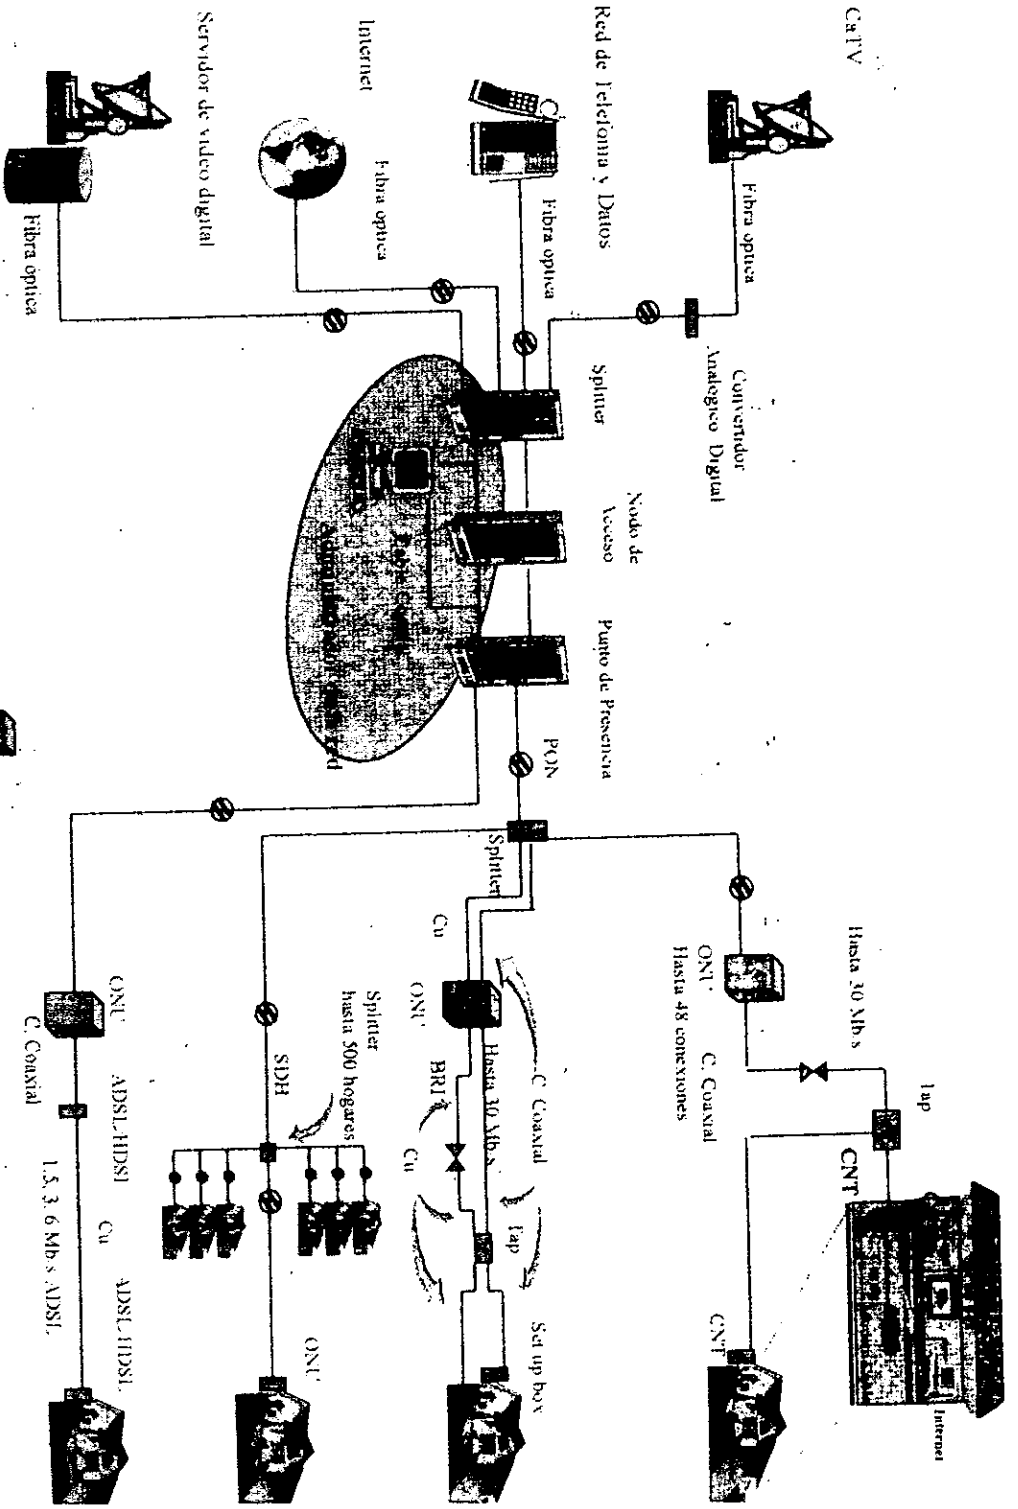 CaTV
Fibra optica
Convertidor
Analogico Digital
Red de Telefonia y Datos
Fibra optica
Internet
Fibra optica
Servidor de video digital
Fibra óptica
Splitter
Nodo de
Acceso
Punto de Presencia
PON
Splitter
Hasta 30 Mb.s
Tap
CNT
Internet
ONU
Hasta 48 conexiones
C. Coaxial
CNT
Cu
ONU
C. Coaxial
Hasta 30 Mb.s
BRI
Cu
Tap
Set up box
Splitter
hasta 500 hogares
SDH
ONU
ONU
C. Coaxial
ADSL-HDSL
Cu
ADSL-HDSL
1.5, 3, 6 Mb.s ADSL